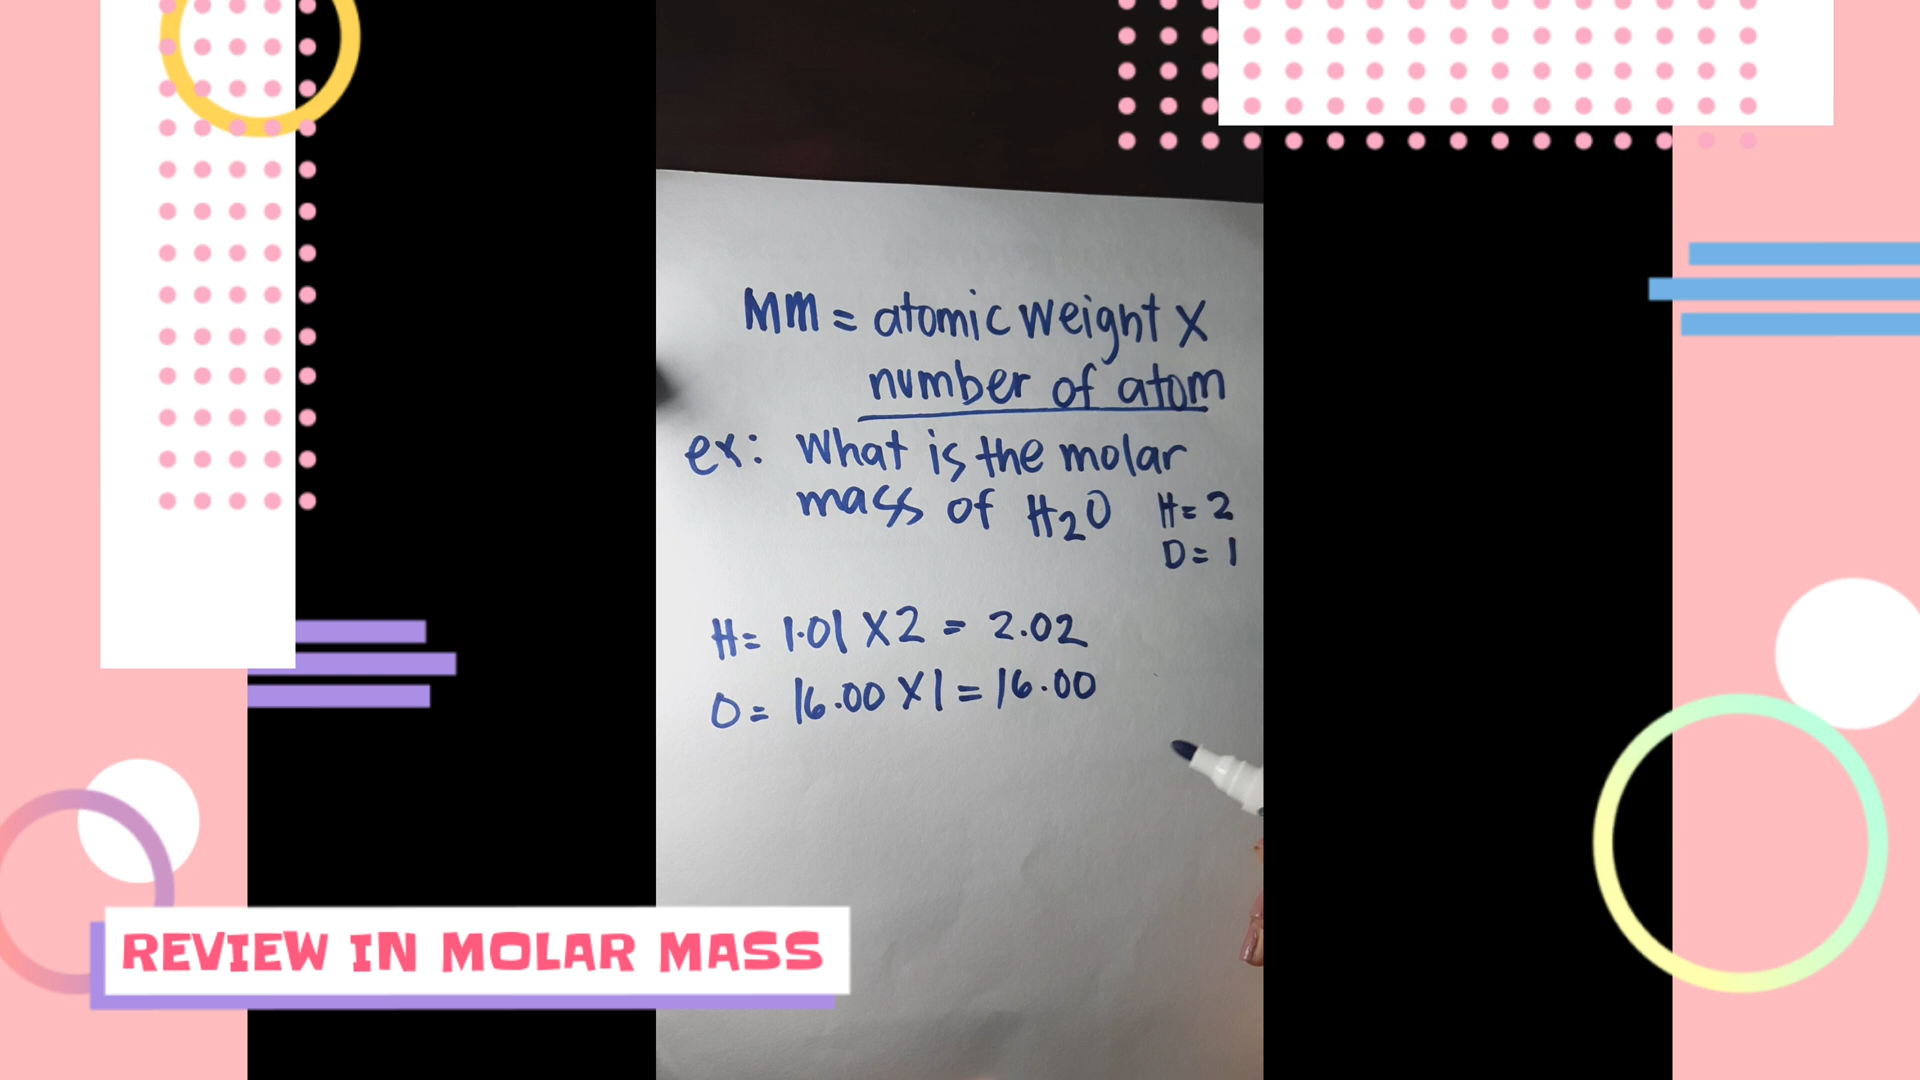 MM = atomic weight X
number of atom
ex: What is the molar
mass of H₂O
H = 2
O = 1
H = 1.01 X 2 = 2.02
O = 16.00 X 1 = 16.00
REVIEW IN MOLAR MASS